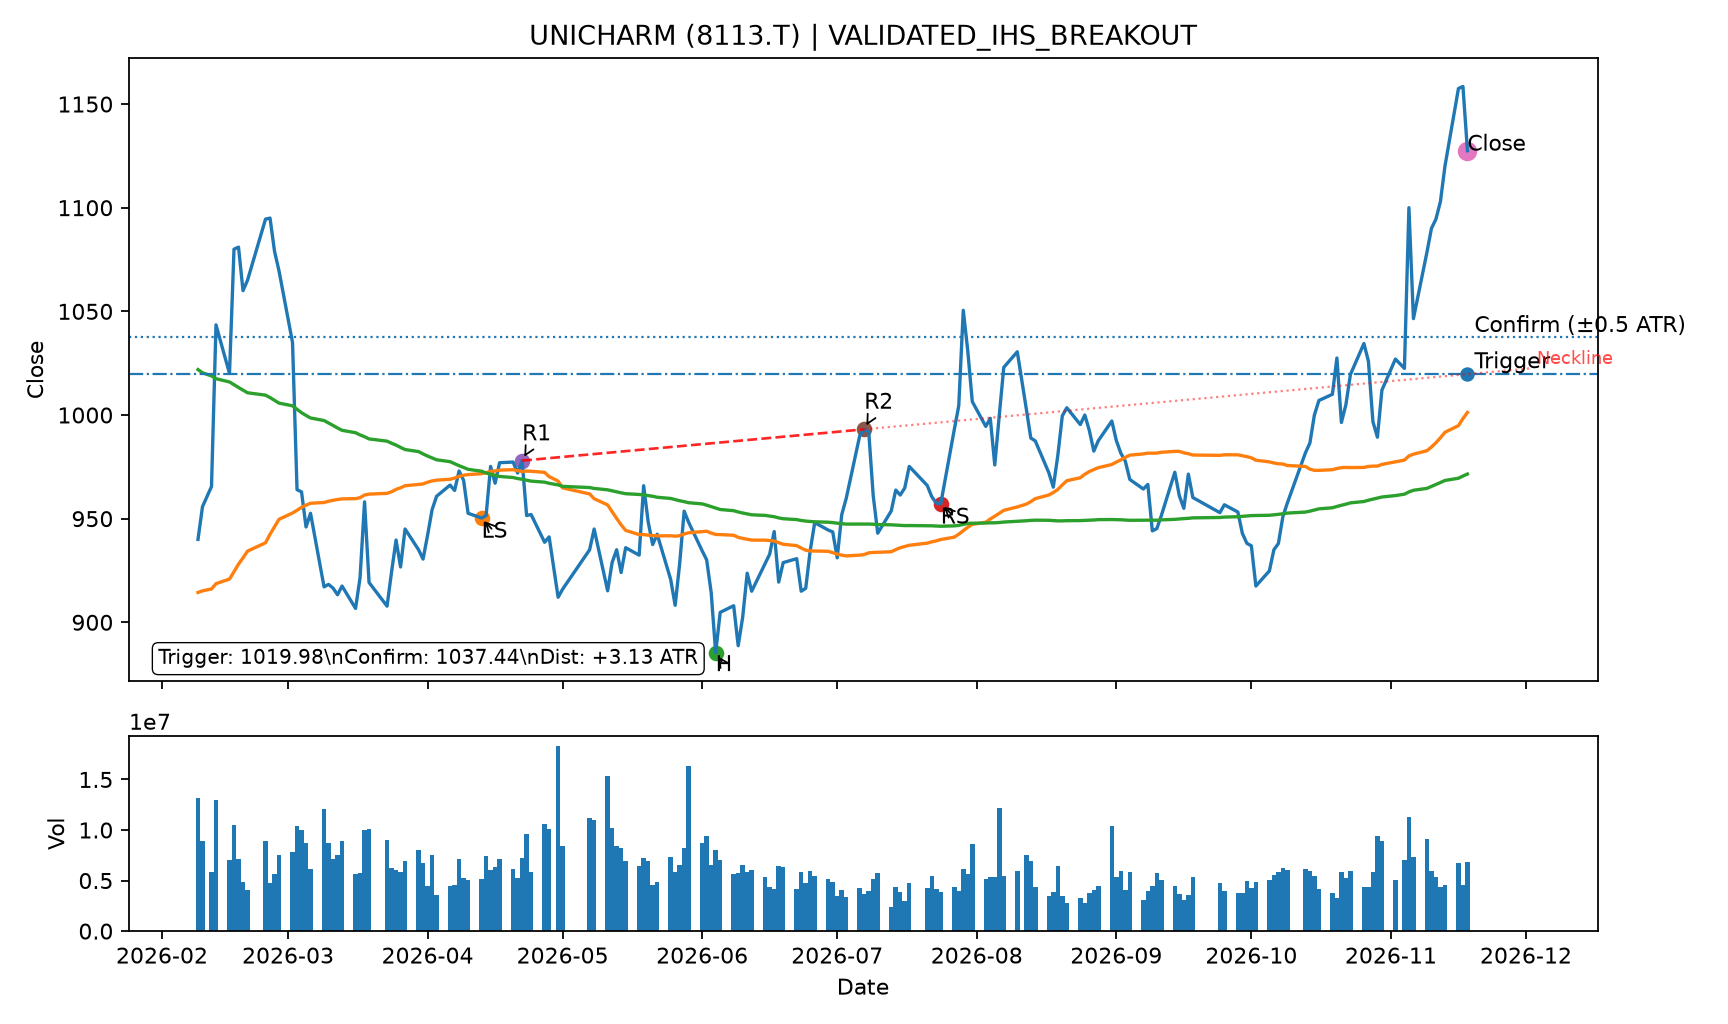 UNICHARM (8113.T) | VALIDATED_IHS_BREAKOUT
Close
1150
1100
1050
1000
950
900
Close
Confirm (±0.5 ATR)
Trigger
Neckline
R2
R1
LS
RS
H
Trigger: 1019.98\nConfirm: 1037.44\nDist: +3.13 ATR
1e7
Vol
1.5
1.0
0.5
0.0
2026-02 2026-03 2026-04 2026-05 2026-06 2026-07 2026-08 2026-09 2026-10 2026-11 2026-12
Date